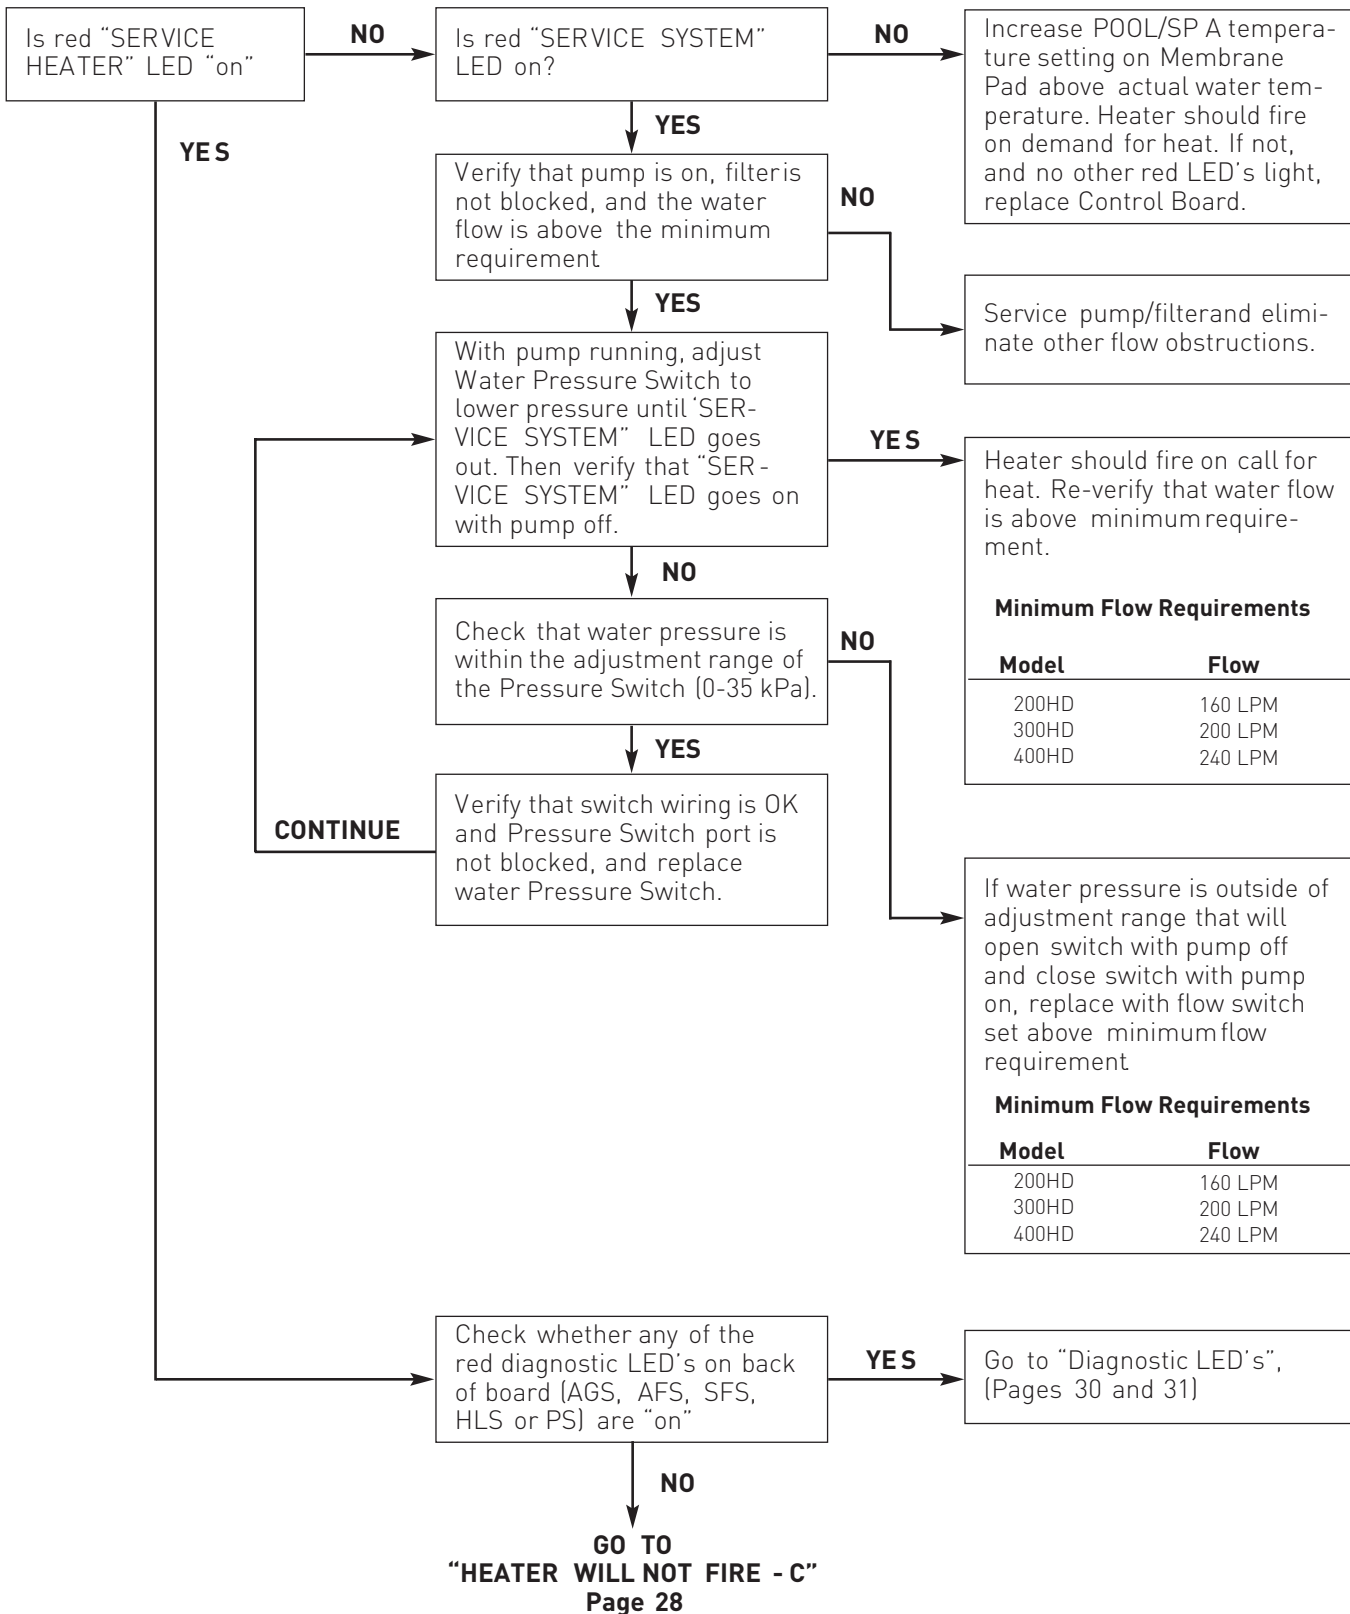 Is red “SERVICE
HEATER” LED “on”
NO
Is red “SERVICE SYSTEM”
LED on?
NO
Increase POOL/SP A tempera-
ture setting on Membrane
Pad above actual water tem-
perature. Heater should fire
on demand for heat. If not,
and no other red LED's light,
replace Control Board.
YES
YES
Verify that pump is on, filteris
not blocked, and the water
flow is above the minimum
requirement.
NO
Service pump/filterand elimi-
nate other flow obstructions.
YES
With pump running, adjust
Water Pressure Switch to
lower pressure until ‘SER-
VICE SYSTEM” LED goes
out. Then verify that “SER-
VICE SYSTEM” LED goes on
with pump off.
YES
Heater should fire on call for
heat. Re-verify that water flow
is above minimum require-
ment.
Minimum Flow Requirements
Model Flow
200HD 160 LPM
300HD 200 LPM
400HD 240 LPM
NO
Check that water pressure is
within the adjustment range of
the Pressure Switch (0-35 kPa).
NO
YES
Verify that switch wiring is OK
and Pressure Switch port is
not blocked, and replace
water Pressure Switch.
CONTINUE
If water pressure is outside of
adjustment range that will
open switch with pump off
and close switch with pump
on, replace with flow switch
set above minimum flow
requirement.
Minimum Flow Requirements
Model Flow
200HD 160 LPM
300HD 200 LPM
400HD 240 LPM
Check whether any of the
red diagnostic LED's on back
of board (AGS, AFS, SFS,
HLS or PS) are “on”
YES
Go to “Diagnostic LED's”,
(Pages 30 and 31)
NO
GO TO
“HEATER WILL NOT FIRE - C”
Page 28